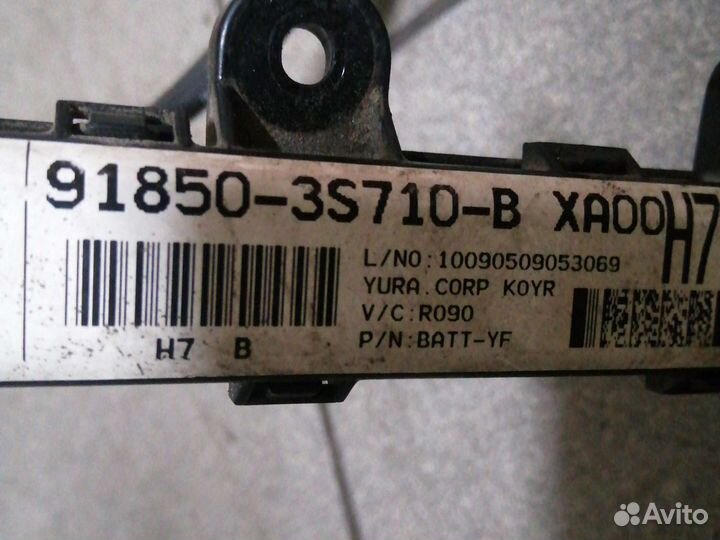 91850-3S710-B XA00 H7
L/NO:10090509053069
YURA.CORP KOYR
V/C:R090
P/N:BATT-YF
H7 B
Avito